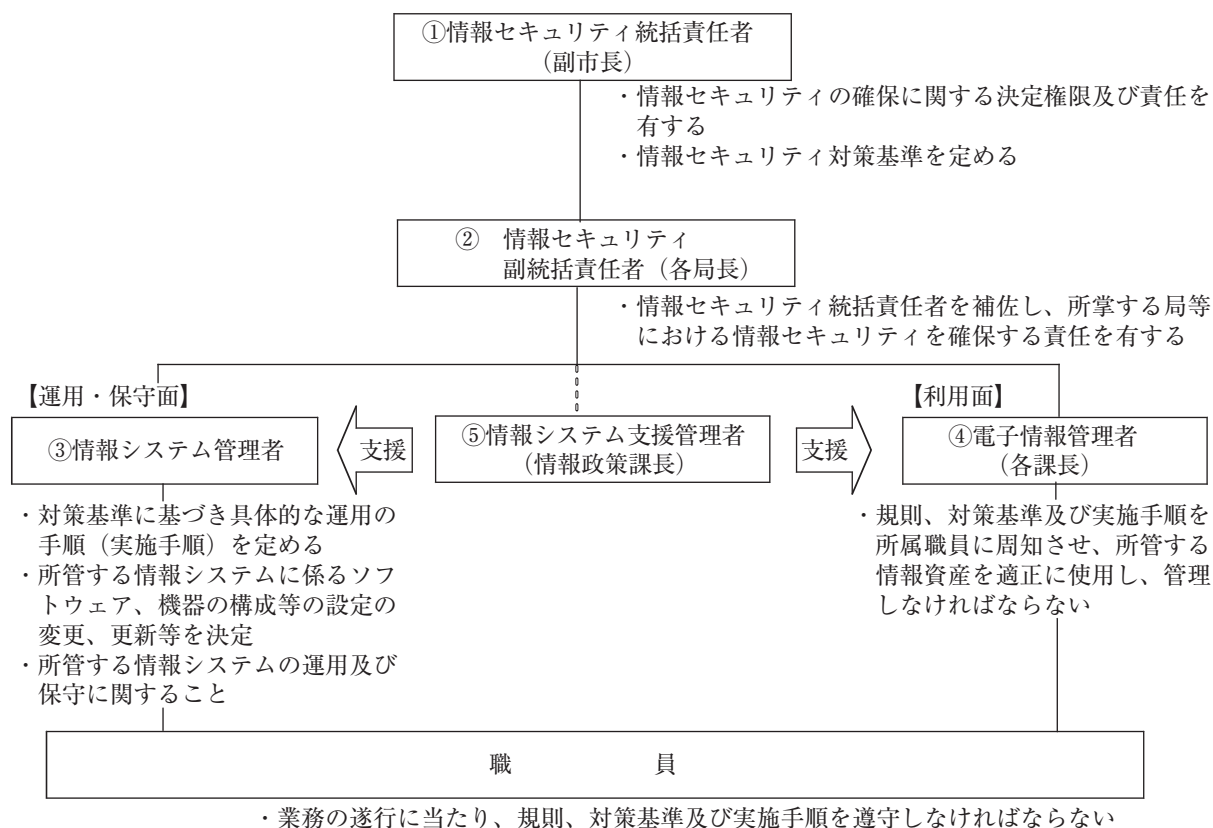 ①情報セキュリティ統括責任者
（副市長）
・情報セキュリティの確保に関する決定権限及び責任を
有する
・情報セキュリティ対策基準を定める
② 情報セキュリティ
副統括責任者（各局長）
・情報セキュリティ統括責任者を補佐し、所掌する局等
における情報セキュリティを確保する責任を有する
【運用・保守面】
③情報システム管理者
支援
⑤情報システム支援管理者
（情報政策課長）
支援
【利用面】
④電子情報管理者
（各課長）
・対策基準に基づき具体的な運用の
手順（実施手順）を定める
・所管する情報システムに係るソフ
トウェア、機器の構成等の設定の
変更、更新等を決定
・所管する情報システムの運用及び
保守に関すること
・規則、対策基準及び実施手順を
所属職員に周知させ、所管する
情報資産を適正に使用し、管理
しなければならない
職 員
・業務の遂行に当たり、規則、対策基準及び実施手順を遵守しなければならない